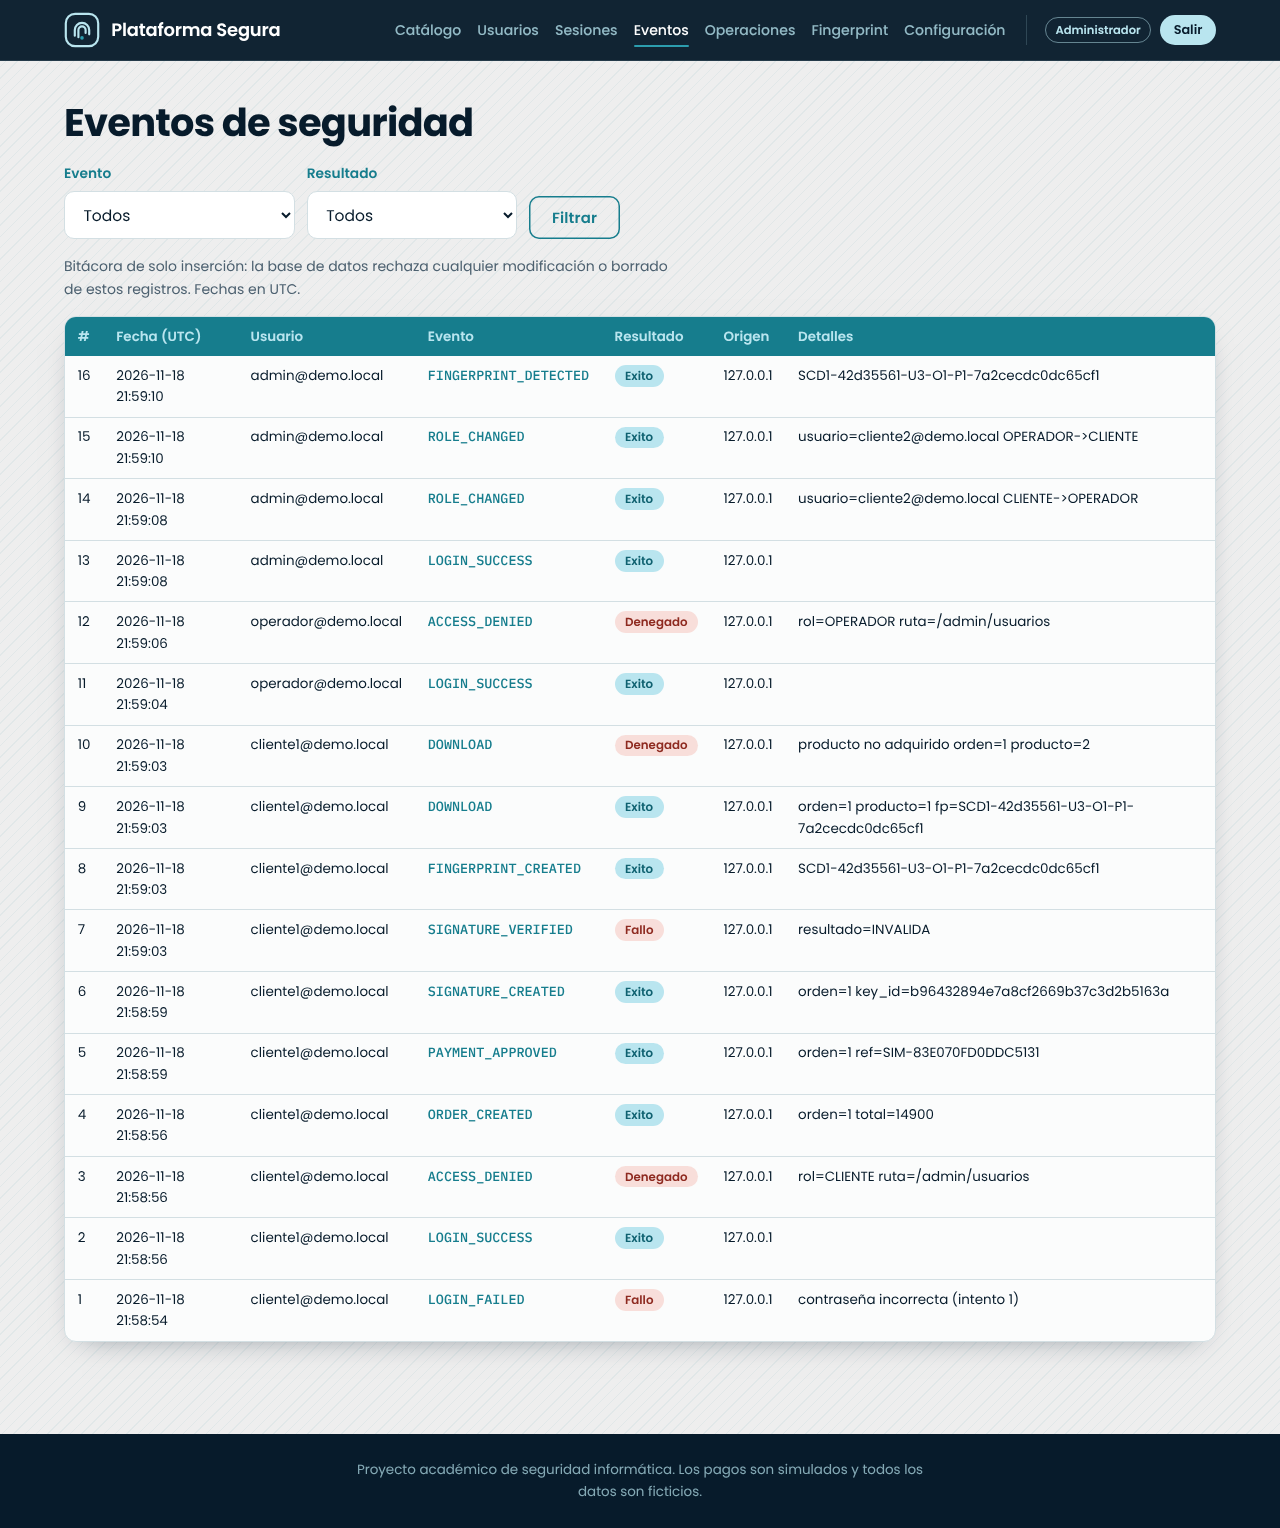 Plataforma Segura
Catálogo Usuarios Sesiones Eventos Operaciones Fingerprint Configuración Administrador Salir
Eventos de seguridad
Evento Resultado
Todos Todos Filtrar
Bitácora de solo inserción: la base de datos rechaza cualquier modificación o borrado
de estos registros. Fechas en UTC.
# Fecha (UTC) Usuario Evento Resultado Origen Detalles
16 2026-11-18 admin@demo.local FINGERPRINT_DETECTED Exito 127.0.0.1 SCD1-42d35561-U3-O1-P1-7a2cecdc0dc65cf1
21:59:10
15 2026-11-18 admin@demo.local ROLE_CHANGED Exito 127.0.0.1 usuario=cliente2@demo.local OPERADOR->CLIENTE
21:59:10
14 2026-11-18 admin@demo.local ROLE_CHANGED Exito 127.0.0.1 usuario=cliente2@demo.local CLIENTE->OPERADOR
21:59:08
13 2026-11-18 admin@demo.local LOGIN_SUCCESS Exito 127.0.0.1
21:59:08
12 2026-11-18 operador@demo.local ACCESS_DENIED Denegado 127.0.0.1 rol=OPERADOR ruta=/admin/usuarios
21:59:06
11 2026-11-18 operador@demo.local LOGIN_SUCCESS Exito 127.0.0.1
21:59:04
10 2026-11-18 cliente1@demo.local DOWNLOAD Denegado 127.0.0.1 producto no adquirido orden=1 producto=2
21:59:03
9 2026-11-18 cliente1@demo.local DOWNLOAD Exito 127.0.0.1 orden=1 producto=1 fp=SCD1-42d35561-U3-O1-P1-
21:59:03 7a2cecdc0dc65cf1
8 2026-11-18 cliente1@demo.local FINGERPRINT_CREATED Exito 127.0.0.1 SCD1-42d35561-U3-O1-P1-7a2cecdc0dc65cf1
21:59:03
7 2026-11-18 cliente1@demo.local SIGNATURE_VERIFIED Fallo 127.0.0.1 resultado=INVALIDA
21:59:03
6 2026-11-18 cliente1@demo.local SIGNATURE_CREATED Exito 127.0.0.1 orden=1 key_id=b96432894e7a8cf2669b37c3d2b5163a
21:58:59
5 2026-11-18 cliente1@demo.local PAYMENT_APPROVED Exito 127.0.0.1 orden=1 ref=SIM-83E070FD0DDC5131
21:58:59
4 2026-11-18 cliente1@demo.local ORDER_CREATED Exito 127.0.0.1 orden=1 total=14900
21:58:56
3 2026-11-18 cliente1@demo.local ACCESS_DENIED Denegado 127.0.0.1 rol=CLIENTE ruta=/admin/usuarios
21:58:56
2 2026-11-18 cliente1@demo.local LOGIN_SUCCESS Exito 127.0.0.1
21:58:56
1 2026-11-18 cliente1@demo.local LOGIN_FAILED Fallo 127.0.0.1 contraseña incorrecta (intento 1)
21:58:54
Proyecto académico de seguridad informática. Los pagos son simulados y todos los
datos son ficticios.